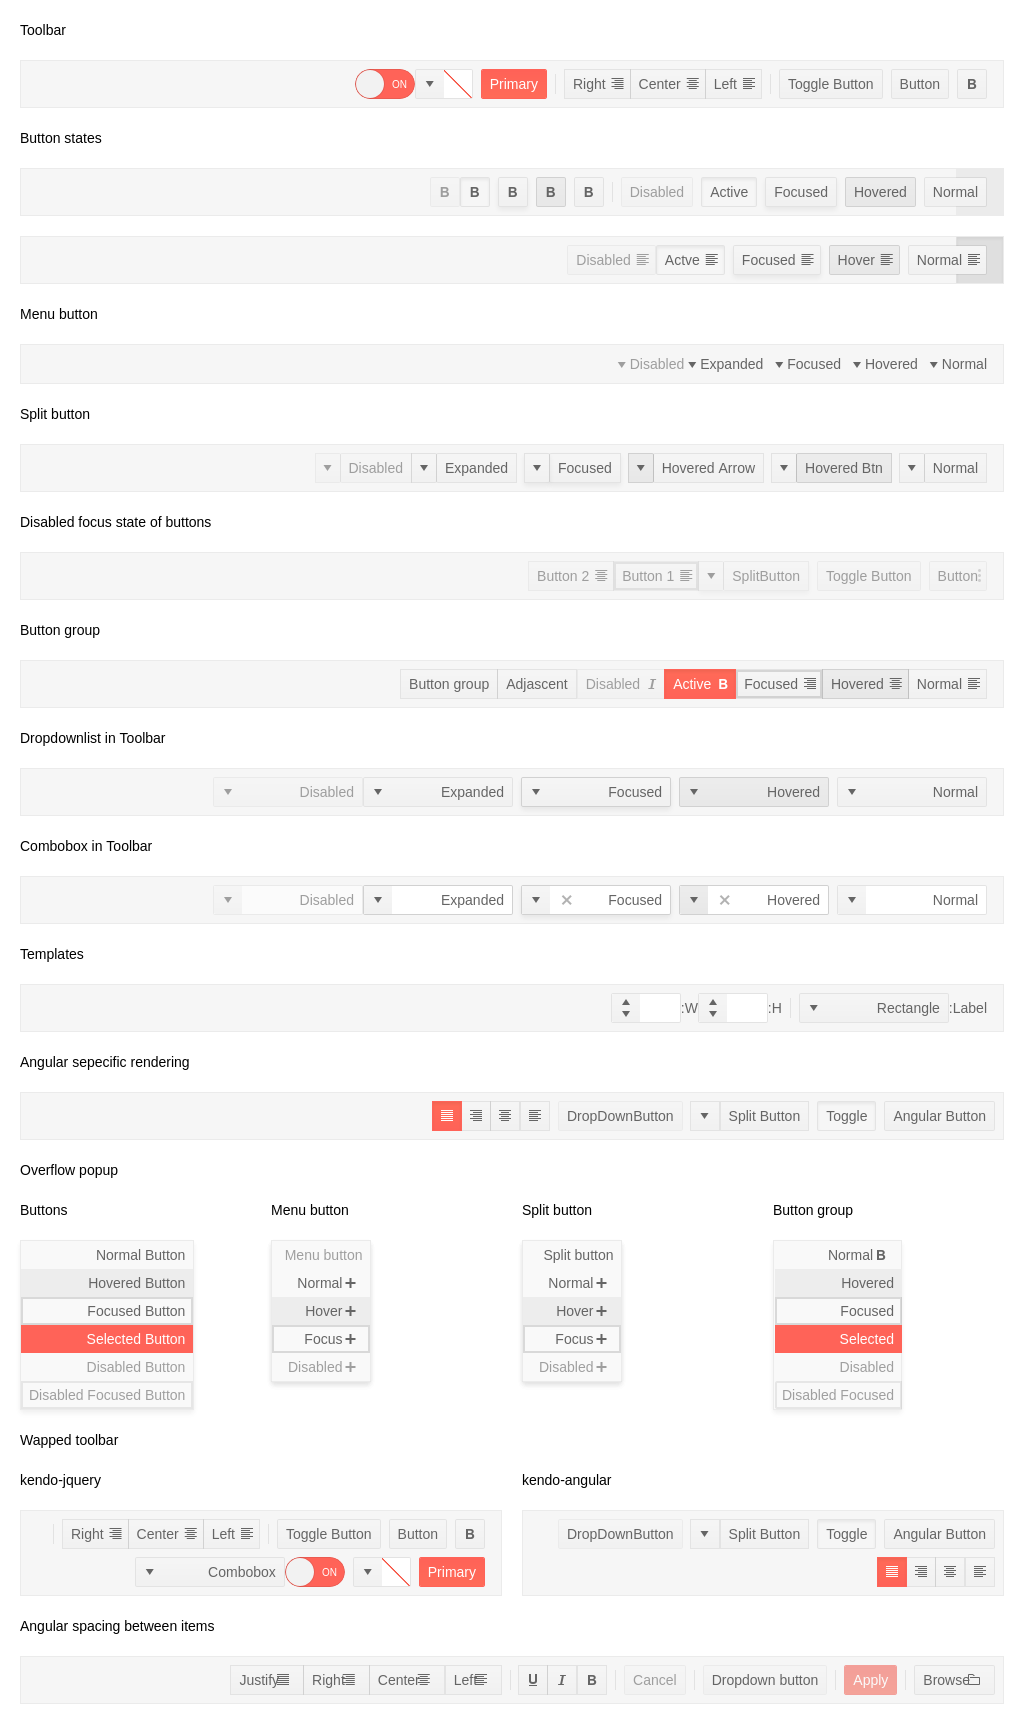 Toolbar
ON Primary Right Center Left Toggle Button Button B
Button states
B B B B B Disabled Active Focused Hovered Normal
Disabled Actve Focused Hover Normal
Menu button
Disabled Expanded Focused Hovered Normal
Split button
Disabled Expanded Focused Hovered Arrow Hovered Btn Normal
Disabled focus state of buttons
Button 2 Button 1 SplitButton Toggle Button Button
Button group
Button group Adjascent Disabled I Active B Focused Hovered Normal
Dropdownlist in Toolbar
Disabled Expanded Focused Hovered Normal
Combobox in Toolbar
Disabled Expanded Focused Hovered Normal
Templates
:W :H Rectangle :Label
Angular sepecific rendering
DropDownButton Split Button Toggle Angular Button
Overflow popup
Buttons Menu button Split button Button group
Normal Button Menu button Split button Normal B
Hovered Button Normal Normal Hovered
Focused Button Hover Hover Focused
Selected Button Focus Focus Selected
Disabled Button Disabled Disabled Disabled
Disabled Focused Button Disabled Focused
Wapped toolbar
kendo-jquery kendo-angular
Right Center Left Toggle Button Button B DropDownButton Split Button Toggle Angular Button
Combobox ON Primary
Angular spacing between items
Justify Right Center Left U I B Cancel Dropdown button Apply Browse